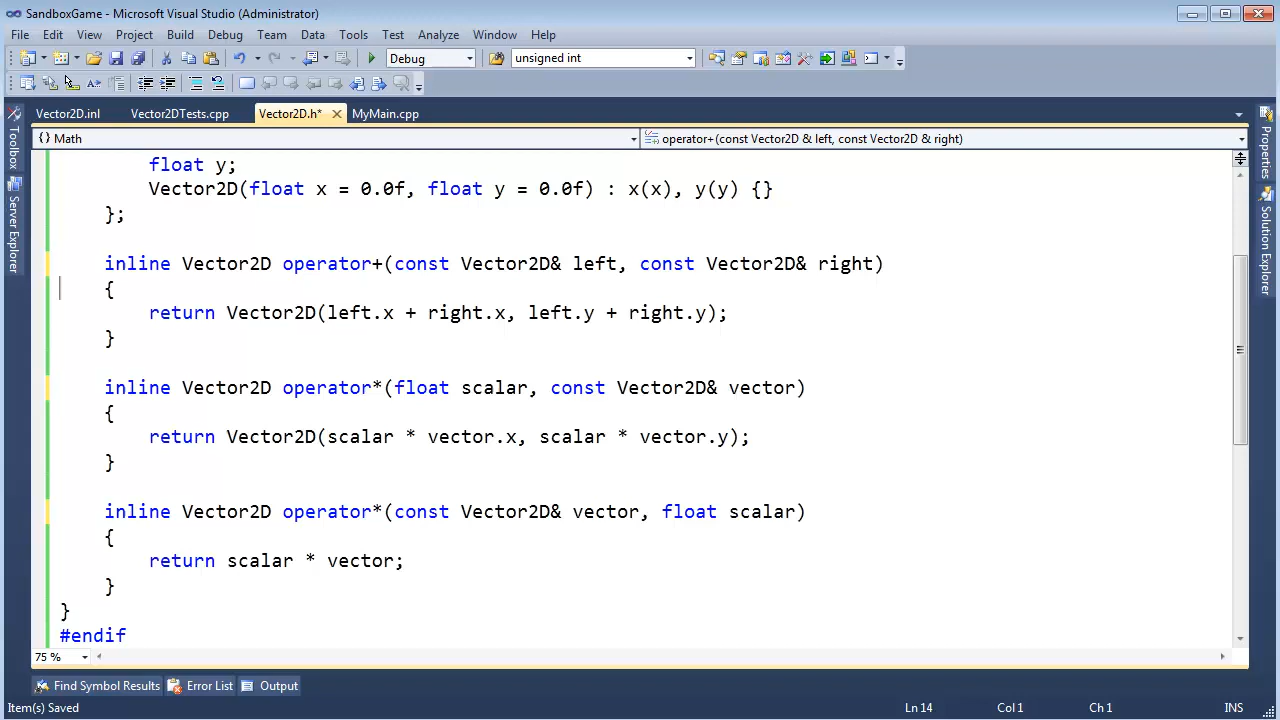 SandboxGame - Microsoft Visual Studio (Administrator)
File Edit View Project Build Debug Team Data Tools Test Analyze Window Help
Debug unsigned int
Vector2D.inl Vector2DTests.cpp Vector2D.h* MyMain.cpp
{} Math operator+(const Vector2D & left, const Vector2D & right)
float y;
Vector2D(float x = 0.0f, float y = 0.0f) : x(x), y(y) {}
};
inline Vector2D operator+(const Vector2D& left, const Vector2D& right)
{
return Vector2D(left.x + right.x, left.y + right.y);
}
inline Vector2D operator*(float scalar, const Vector2D& vector)
{
return Vector2D(scalar * vector.x, scalar * vector.y);
}
inline Vector2D operator*(const Vector2D& vector, float scalar)
{
return scalar * vector;
}
}
#endif
75 %
Toolbox
Server Explorer
Properties
Solution Explorer
Find Symbol Results Error List Output
Item(s) Saved Ln 14 Col 1 Ch 1 INS